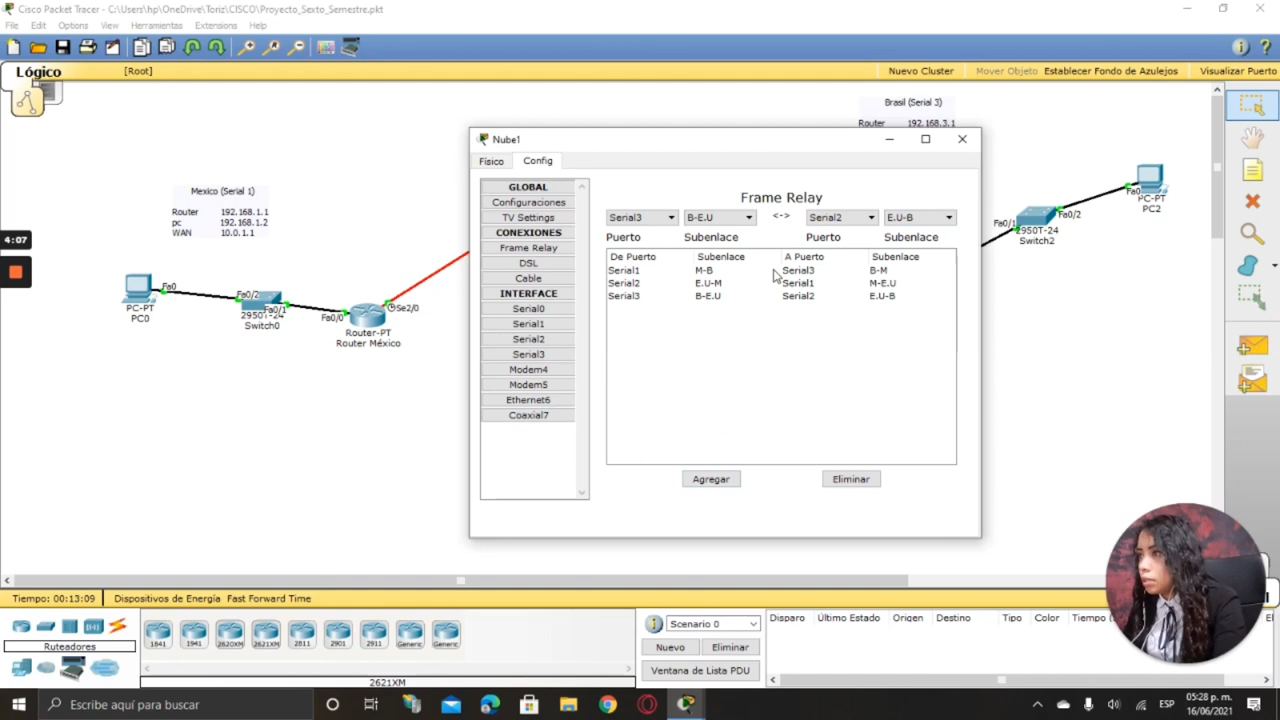 Cisco Packet Tracer - C:\Users\hp\OneDrive\Toriz\CISCO\Proyecto_Sexto_Semestre.pkt
File Edit Options View Herramientas Extensions Help
Lógico [Root] Nuevo Cluster Mover Objeto Establecer Fondo de Azulejos Visualizar Puerto
Brasil (Serial 3)
Router 192.168.3.1
Nube1
Físico Config
GLOBAL
Configuraciones
TV Settings
CONEXIONES
Frame Relay
DSL
Cable
INTERFACE
Serial0
Serial1
Serial2
Serial3
Modem4
Modem5
Ethernet6
Coaxial7
Frame Relay
Serial3 B-E.U <-> Serial2 E.U-B
Puerto Subenlace Puerto Subenlace
De Puerto Subenlace A Puerto Subenlace
Serial1 M-B Serial3 B-M
Serial2 E.U-M Serial1 M-E.U
Serial3 B-E.U Serial2 E.U-B
Agregar Eliminar
Mexico (Serial 1)
Router 192.168.1.1
pc 192.168.1.2
WAN 10.0.1.1
4:07
Fa0
PC-PT
PC0
Fa0/2
2950T-24
Fa0/1
Switch0
Fa0/0
Se2/0
Router-PT
Router México
Fa0/1
2950T-24
Switch2
Fa0/2
Fa0
PC-PT
PC2
Tiempo: 00:13:09 Dispositivos de Energía Fast Forward Time
Ruteadores
1841 1941 2620XM 2621XM 2811 2901 2911 Generic Generic
2621XM
Scenario 0
Nuevo Eliminar
Ventana de Lista PDU
Disparo Último Estado Origen Destino Tipo Color Tiempo (
Escribe aquí para buscar
ESP
05:28 p. m.
16/06/2021